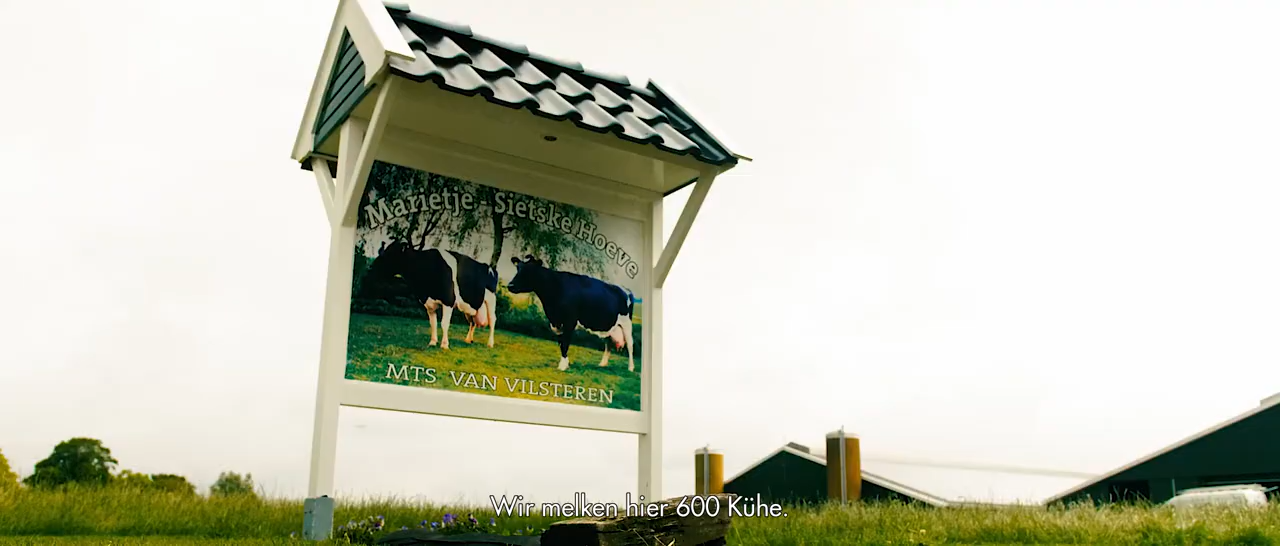 Marietje - Sietske Hoeve
MTS VAN VILSTEREN
Wir melken hier 600 Kühe.